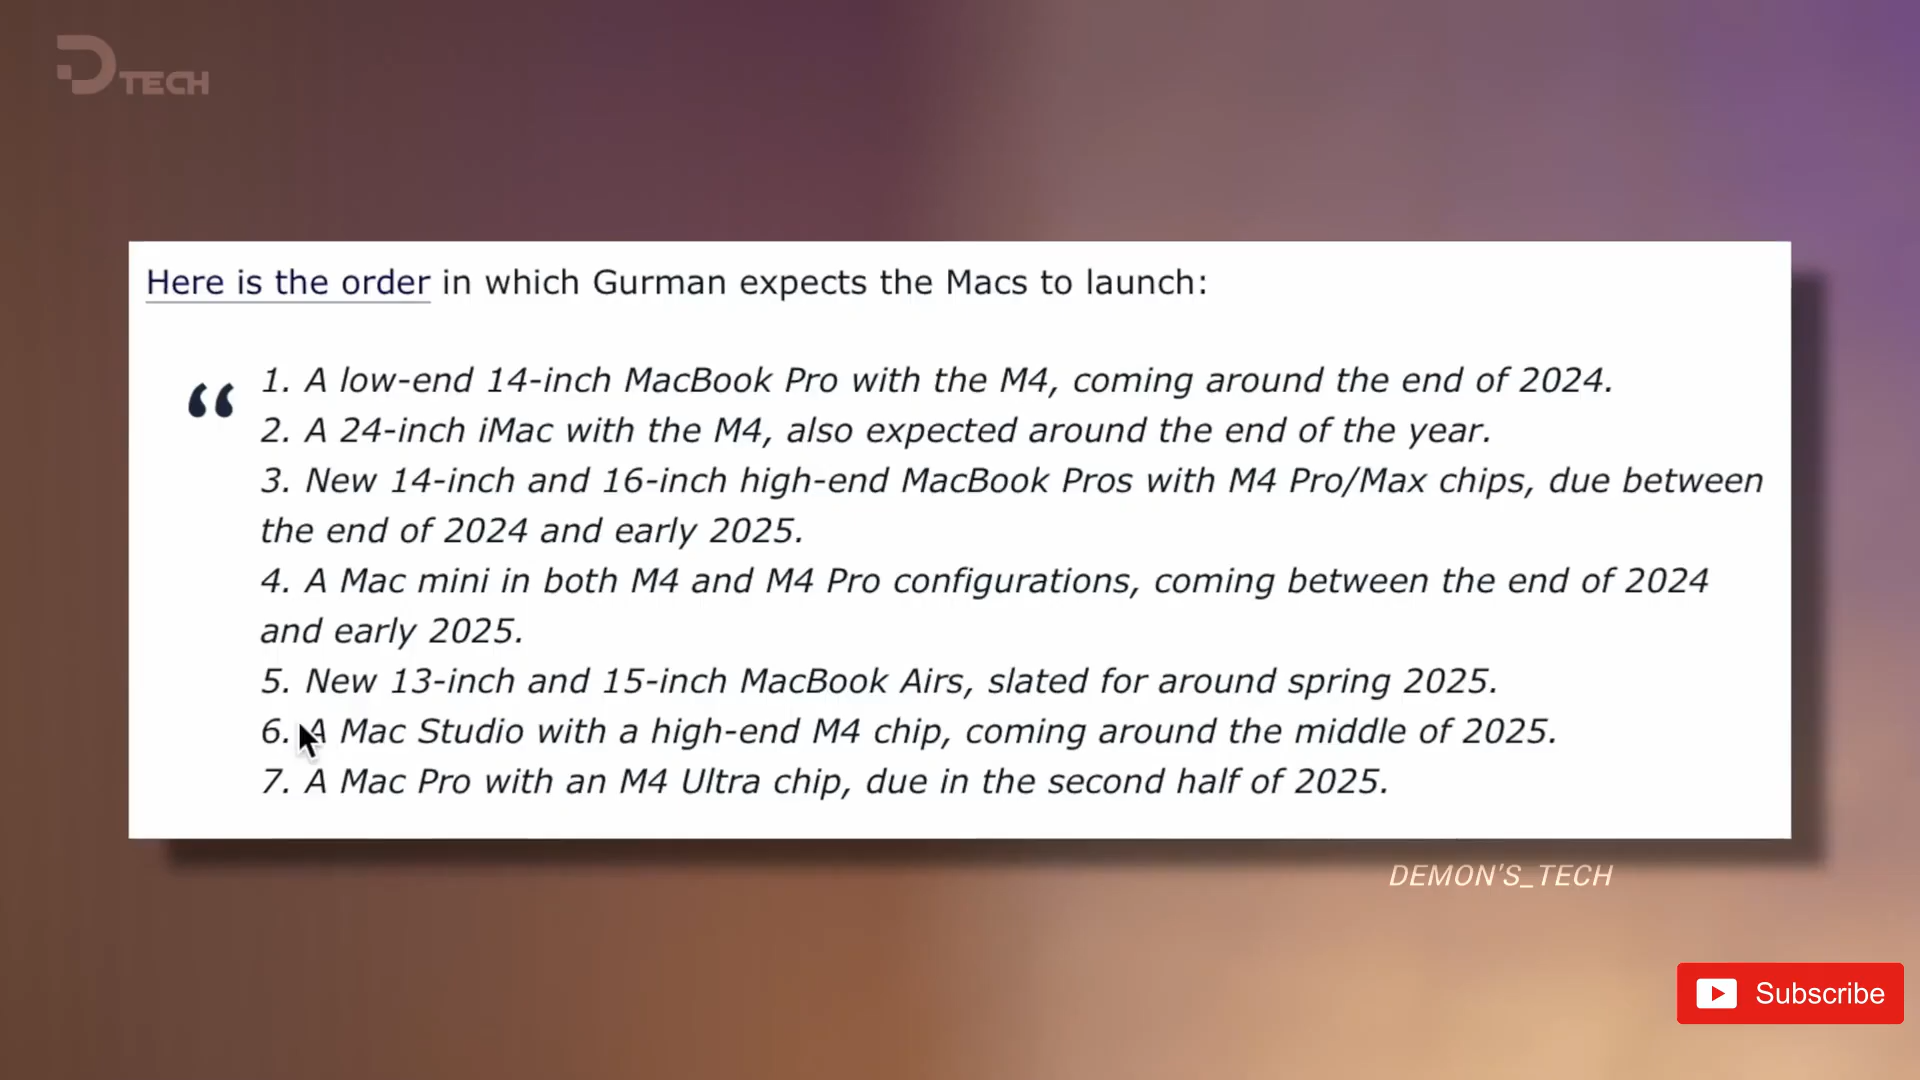 D TECH
Here is the order in which Gurman expects the Macs to launch:
“ 1. A low-end 14-inch MacBook Pro with the M4, coming around the end of 2024.
2. A 24-inch iMac with the M4, also expected around the end of the year.
3. New 14-inch and 16-inch high-end MacBook Pros with M4 Pro/Max chips, due between
the end of 2024 and early 2025.
4. A Mac mini in both M4 and M4 Pro configurations, coming between the end of 2024
and early 2025.
5. New 13-inch and 15-inch MacBook Airs, slated for around spring 2025.
6. A Mac Studio with a high-end M4 chip, coming around the middle of 2025.
7. A Mac Pro with an M4 Ultra chip, due in the second half of 2025.
DEMON'S_TECH
Subscribe